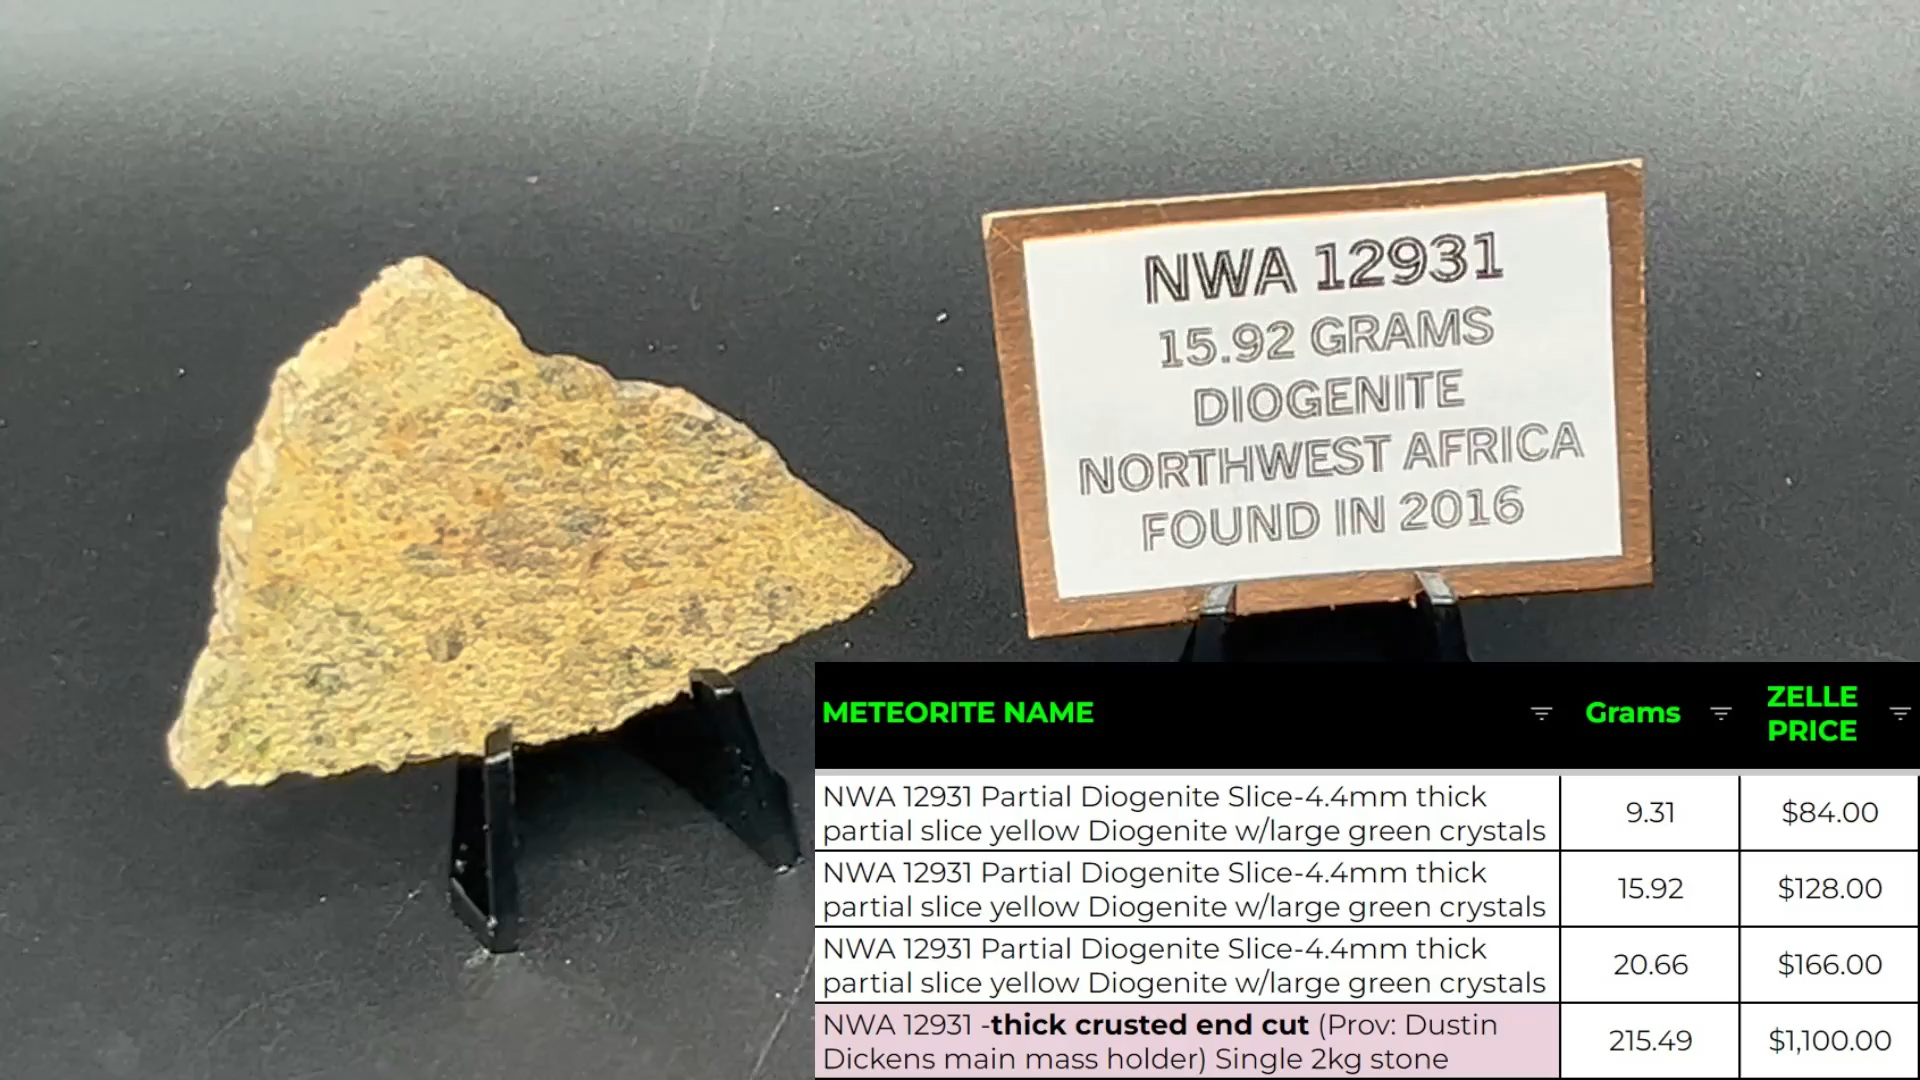 NWA 12931
15.92 GRAMS
DIOGENITE
NORTHWEST AFRICA
FOUND IN 2016
METEORITE NAME Grams ZELLE PRICE
NWA 12931 Partial Diogenite Slice-4.4mm thick
partial slice yellow Diogenite w/large green crystals
9.31 $84.00
NWA 12931 Partial Diogenite Slice-4.4mm thick
partial slice yellow Diogenite w/large green crystals
15.92 $128.00
NWA 12931 Partial Diogenite Slice-4.4mm thick
partial slice yellow Diogenite w/large green crystals
20.66 $166.00
NWA 12931 -thick crusted end cut (Prov: Dustin
Dickens main mass holder) Single 2kg stone
215.49 $1,100.00